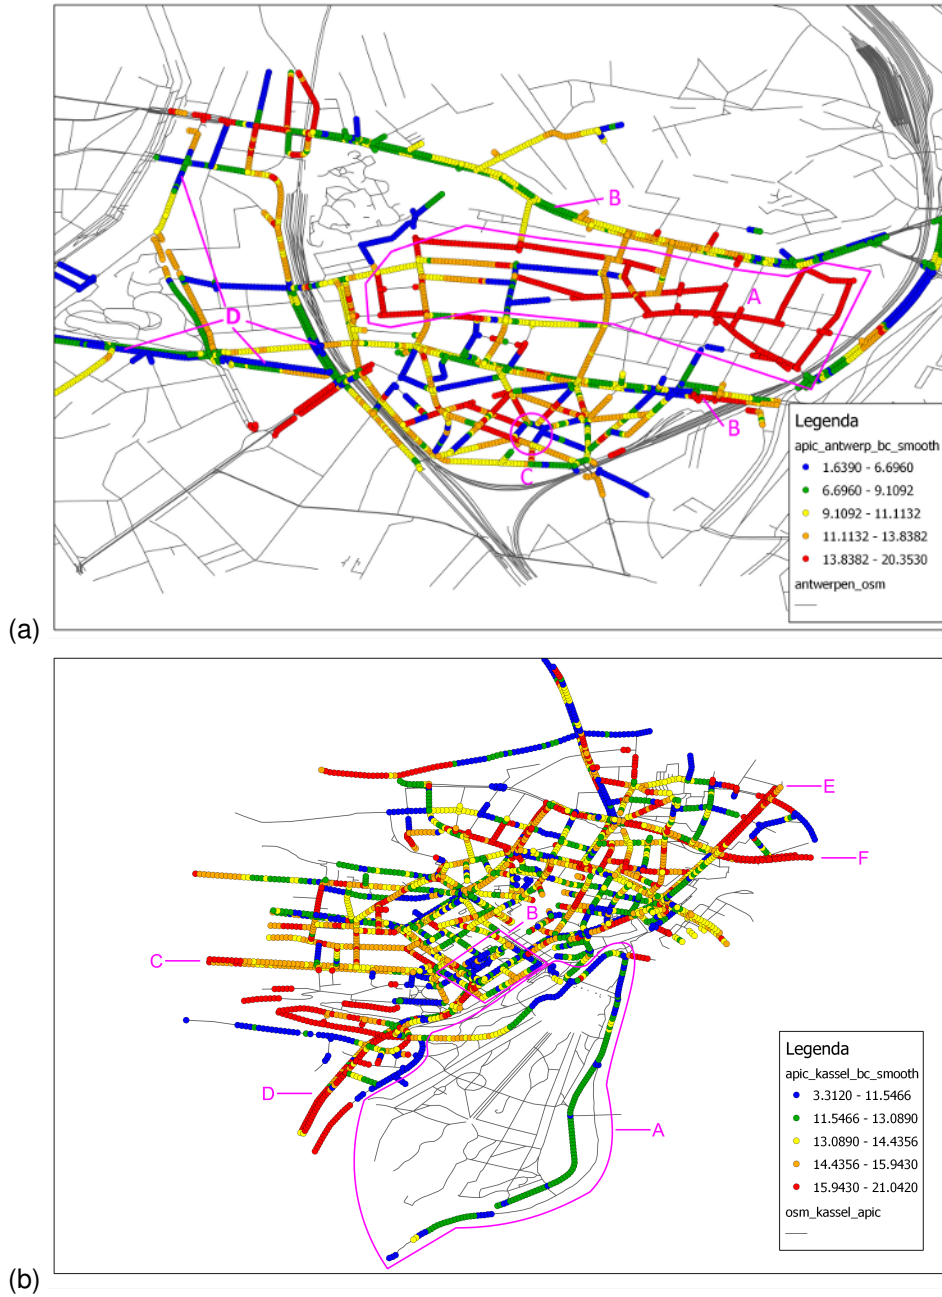 B
A
D
B
C
Legenda
apic_antwerp_bc_smooth
1.6390 - 6.6960
6.6960 - 9.1092
9.1092 - 11.1132
11.1132 - 13.8382
13.8382 - 20.3530
antwerpen_osm
(a)
E
F
B
C
D
A
Legenda
apic_kassel_bc_smooth
3.3120 - 11.5466
11.5466 - 13.0890
13.0890 - 14.4356
14.4356 - 15.9430
15.9430 - 21.0420
osm_kassel_apic
(b)